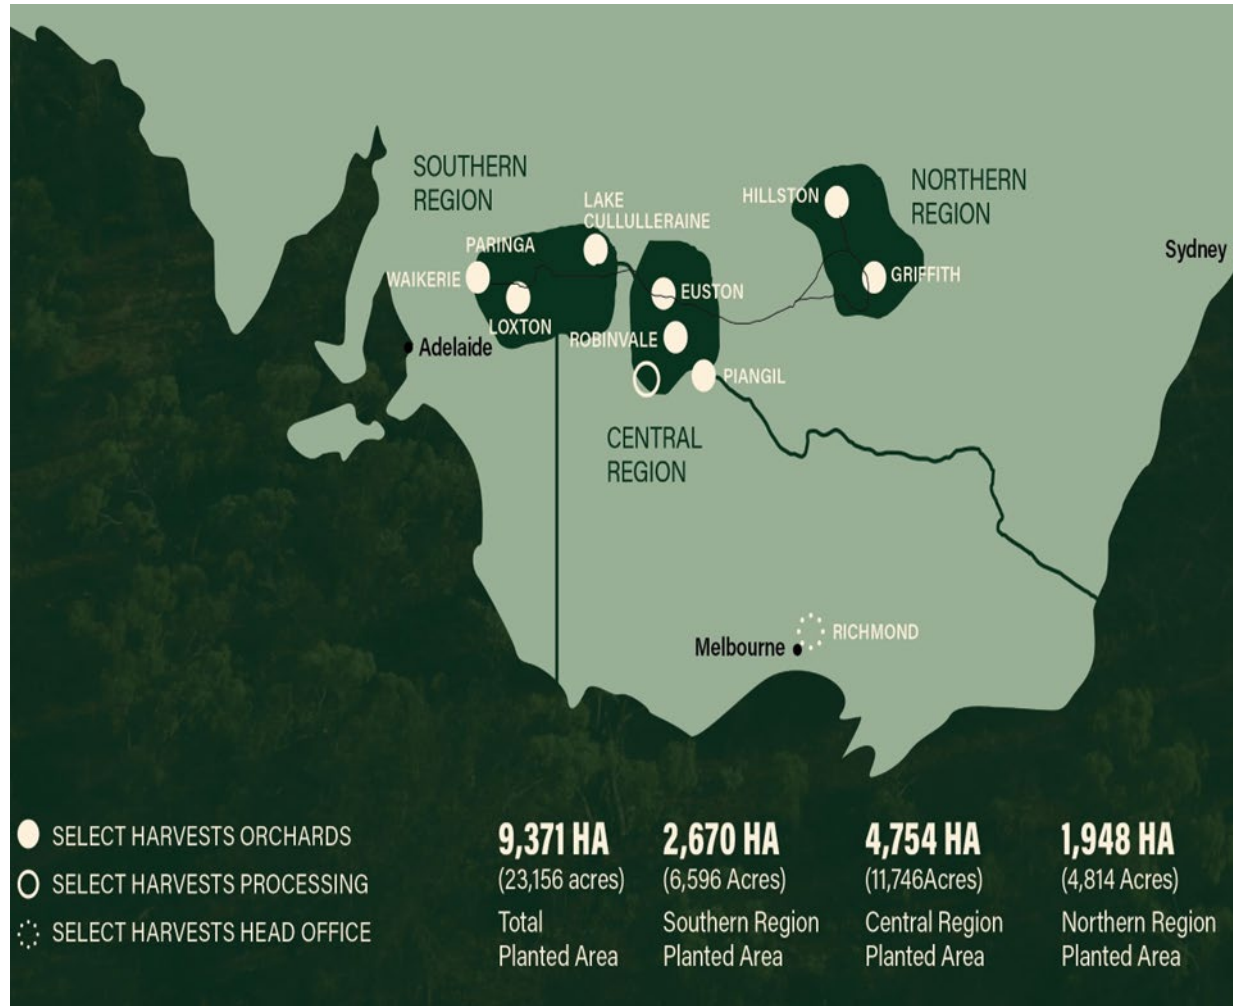 SOUTHERN
REGION
LAKE
CULLULLERAINE
HILLSTON
NORTHERN
REGION
Sydney
PARINGA
WAIKERIE
LOXTON
EUSTON
GRIFFITH
Adelaide
ROBINVALE
PIANGIL
CENTRAL
REGION
Melbourne
RICHMOND
SELECT HARVESTS ORCHARDS
SELECT HARVESTS PROCESSING
SELECT HARVESTS HEAD OFFICE
9,371 HA
(23,156 acres)
Total
Planted Area
2,670 HA
(6,596 Acres)
Southern Region
Planted Area
4,754 HA
(11,746Acres)
Central Region
Planted Area
1,948 HA
(4,814 Acres)
Northern Region
Planted Area